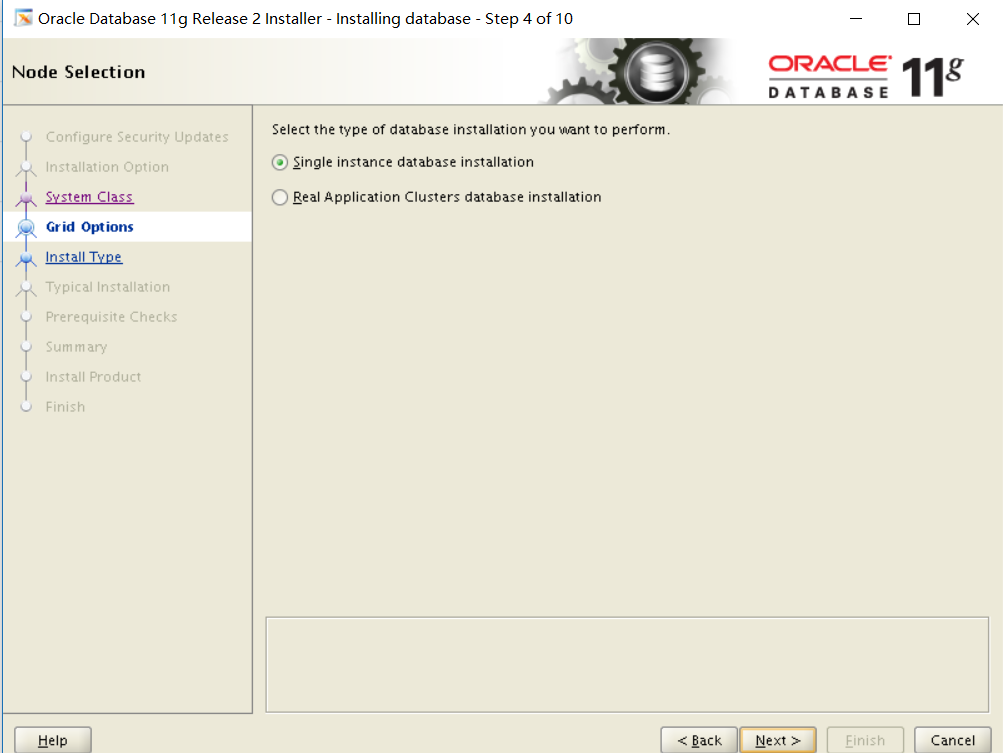 Oracle Database 11g Release 2 Installer - Installing database - Step 4 of 10
Node Selection
ORACLE
DATABASE
11g
Configure Security Updates
Installation Option
System Class
Grid Options
Install Type
Typical Installation
Prerequisite Checks
Summary
Install Product
Finish
Select the type of database installation you want to perform.
Single instance database installation
Real Application Clusters database installation
Help
< Back
Next >
Finish
Cancel